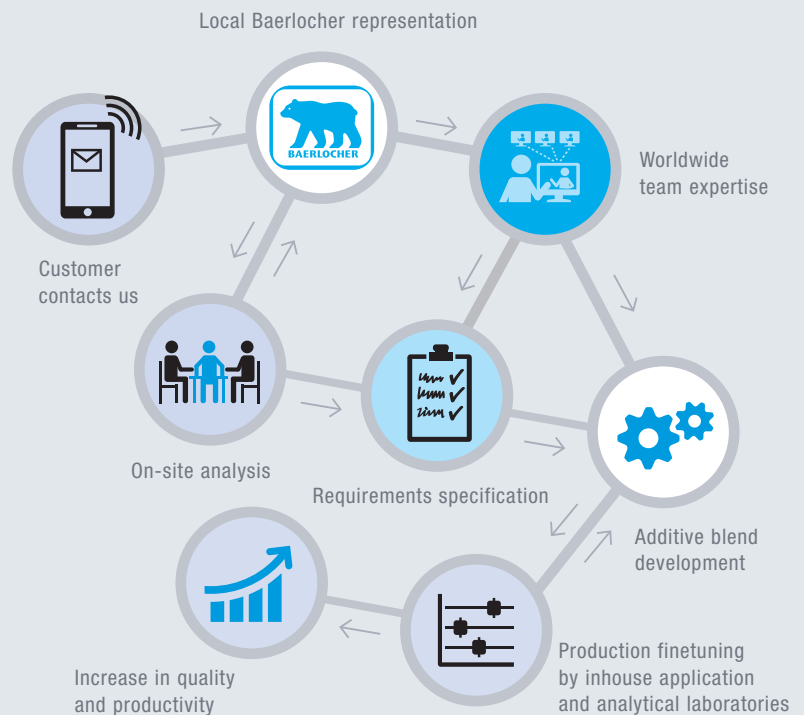 Local Baerlocher representation
BAERLOCHER
Worldwide
team expertise
Customer
contacts us
On-site analysis
Requirements specification
Additive blend
development
Production finetuning
by inhouse application
and analytical laboratories
Increase in quality
and productivity